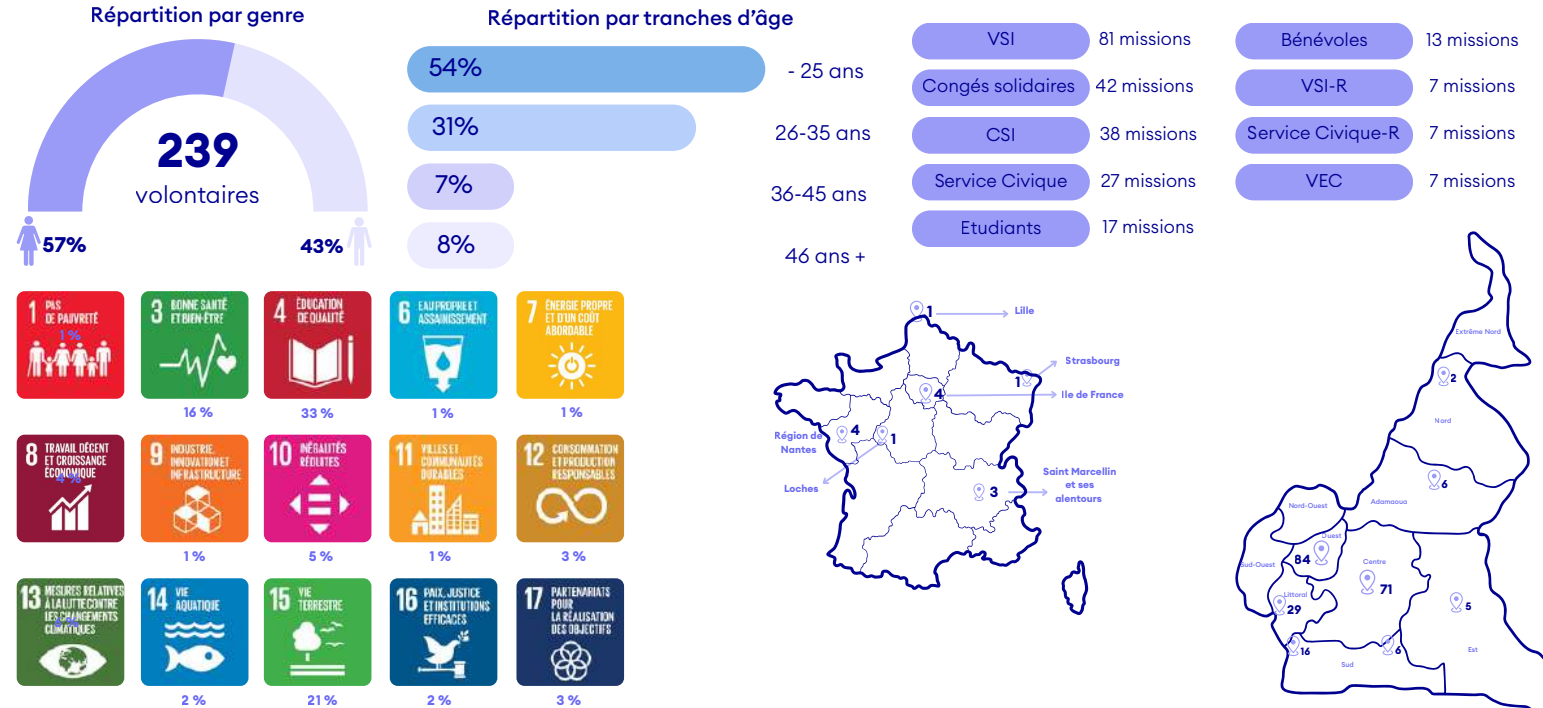 Répartition par genre
239
volontaires
57%
43%
Répartition par tranches d'âge
54%
- 25 ans
31%
26-35 ans
7%
36-45 ans
8%
46 ans +
VSI
81 missions
Congés solidaires
42 missions
CSI
38 missions
Service Civique
27 missions
Etudiants
17 missions
Bénévoles
13 missions
VSI-R
7 missions
Service Civique-R
7 missions
VEC
7 missions
1 PAS
DE PAUVRETÉ
1 %
3 BONNE SANTÉ
ET BIEN-ÊTRE
16 %
4 ÉDUCATION
DE QUALITÉ
33 %
6 EAU PROPRE ET
ASSAINISSEMENT
1 %
7 ÉNERGIE PROPRE
ET D'UN COÛT
ABORDABLE
1 %
8 TRAVAIL DÉCENT
ET CROISSANCE
ÉCONOMIQUE
4 %
9 INDUSTRIE,
INNOVATION ET
INFRASTRUCTURE
1 %
10 INÉGALITÉS
RÉDUITES
5 %
11 VILLES ET
COMMUNAUTÉS
DURABLES
1 %
12 CONSOMMATION
ET PRODUCTION
RESPONSABLES
3 %
13 MESURES RELATIVES
À LA LUTTE CONTRE
LES CHANGEMENTS
CLIMATIQUES
14 VIE
AQUATIQUE
2 %
15 VIE
TERRESTRE
21 %
16 PAIX, JUSTICE
ET INSTITUTIONS
EFFICACES
2 %
17 PARTENARIATS
POUR
LA RÉALISATION
DES OBJECTIFS
3 %
1
Lille
1
Strasbourg
4
Ile de France
4
Région de
Nantes
1
Loches
3
Saint Marcellin
et ses
alentours
Extrême Nord
2
Nord
6
Adamaoua
Nord-Ouest
Ouest
84
Sud-Ouest
Centre
71
Littoral
29
5
Est
16
6
Sud